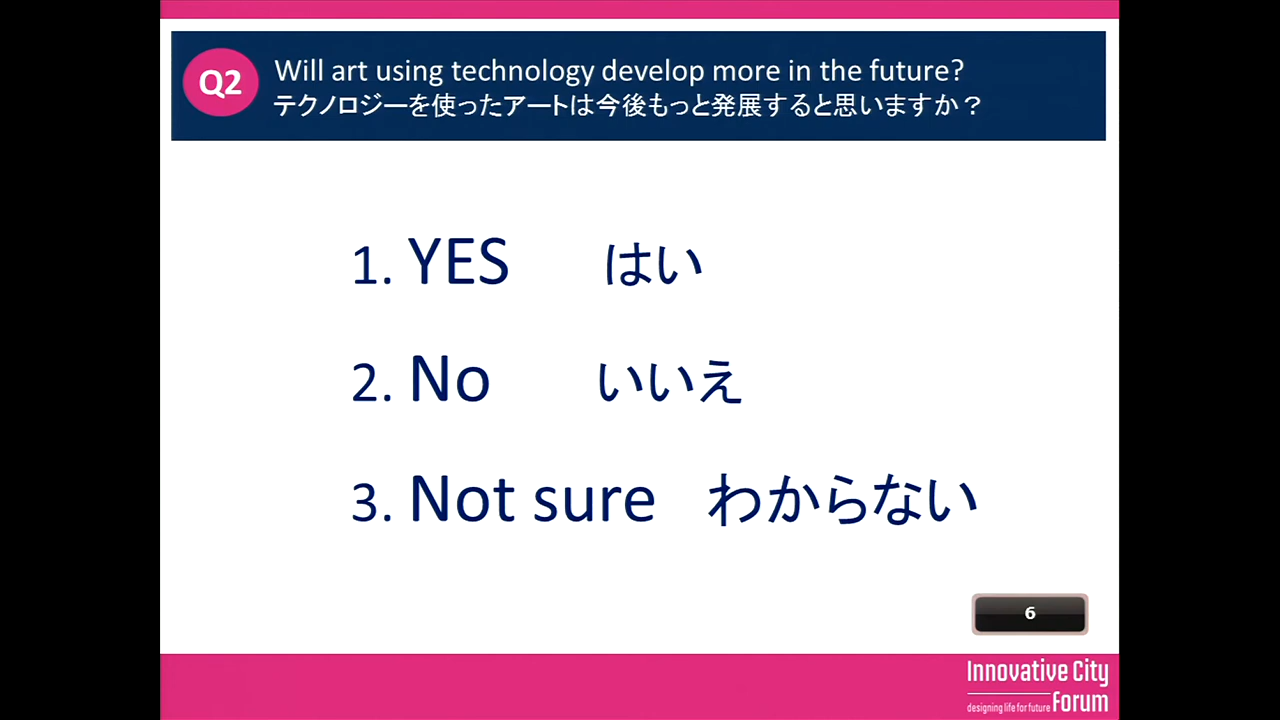 Q2
Will art using technology develop more in the future?
テクノロジーを使ったアートは今後もっと発展すると思いますか？
1. YES はい
2. No いいえ
3. Not sure わからない
6
Innovative City
designing life for future Forum